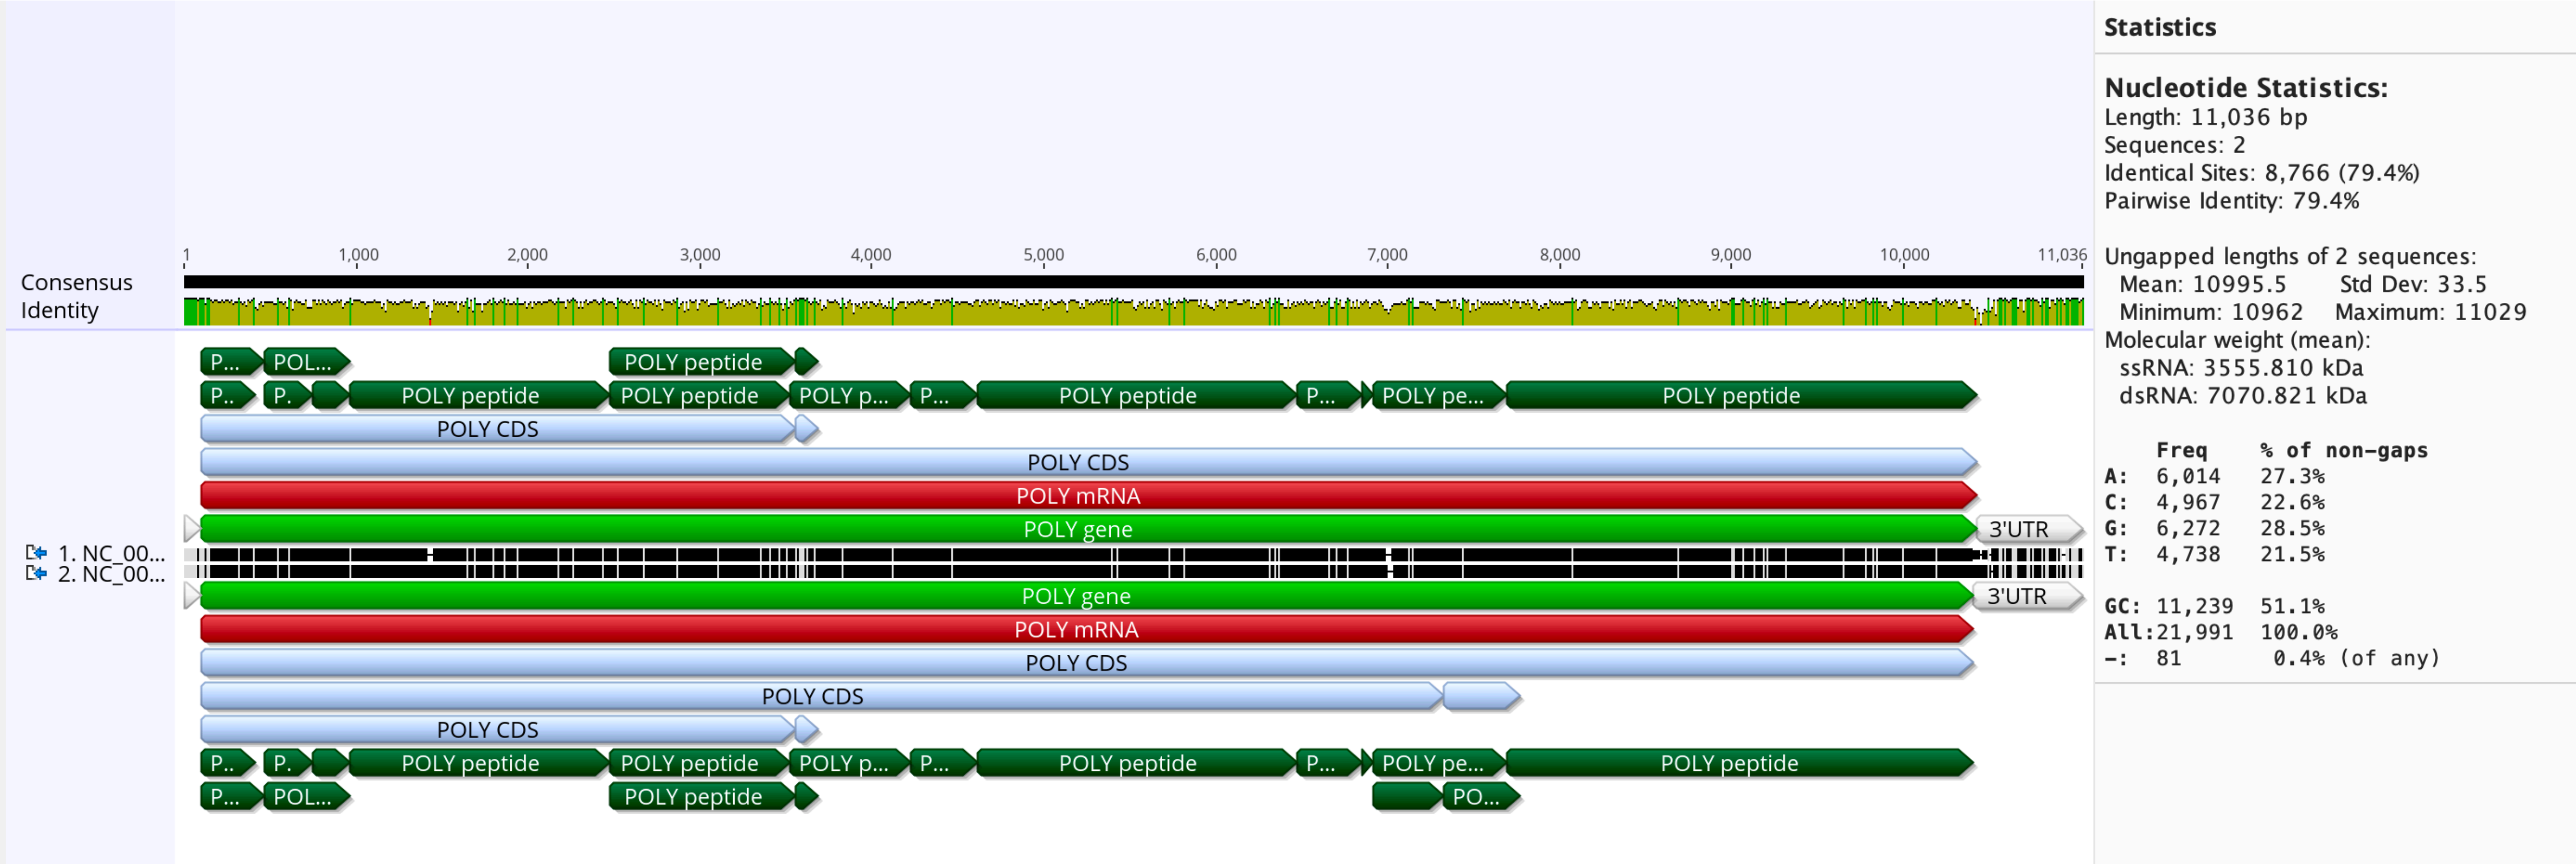 Statistics
Nucleotide Statistics:
Length: 11,036 bp
Sequences: 2
Identical Sites: 8,766 (79.4%)
Pairwise Identity: 79.4%
Ungapped lengths of 2 sequences:
Mean: 10995.5 Std Dev: 33.5
Minimum: 10962 Maximum: 11029
Molecular weight (mean):
ssRNA: 3555.810 kDa
dsRNA: 7070.821 kDa
Freq % of non-gaps
A: 6,014 27.3%
C: 4,967 22.6%
G: 6,272 28.5%
T: 4,738 21.5%
GC: 11,239 51.1%
All:21,991 100.0%
-: 81 0.4% (of any)
1 1,000 2,000 3,000 4,000 5,000 6,000 7,000 8,000 9,000 10,000 11,036
Consensus
Identity
P... POL... POLY peptide
P.. P. POLY peptide POLY peptide POLY p... P... POLY peptide P... POLY pe... POLY peptide
POLY CDS
POLY CDS
POLY mRNA
POLY gene 3'UTR
1. NC_00...
2. NC_00...
POLY gene 3'UTR
POLY mRNA
POLY CDS
POLY CDS
POLY CDS
P.. P. POLY peptide POLY peptide POLY p... P... POLY peptide P... POLY pe... POLY peptide
P... POL... POLY peptide PO...